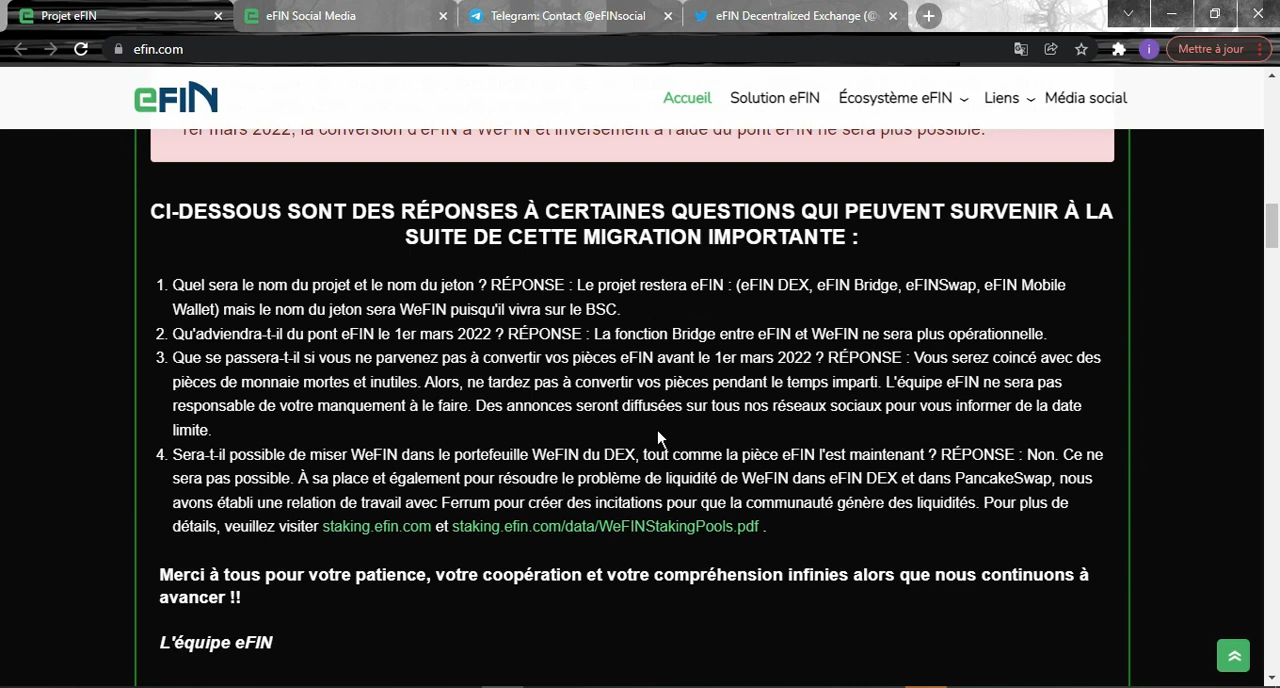 Projet eFIN
eFIN Social Media
Telegram: Contact @eFINsocial
eFIN Decentralized Exchange (@
efin.com
i
Mettre à jour
eFIN
Accueil
Solution eFIN
Écosystème eFIN
Liens
Média social
1er mars 2022, la conversion d'eFIN à WeFIN et inversement à l'aide du pont eFIN ne sera plus possible.
CI-DESSOUS SONT DES RÉPONSES À CERTAINES QUESTIONS QUI PEUVENT SURVENIR À LA
SUITE DE CETTE MIGRATION IMPORTANTE :
1. Quel sera le nom du projet et le nom du jeton ? RÉPONSE : Le projet restera eFIN : (eFIN DEX, eFIN Bridge, eFINSwap, eFIN Mobile
Wallet) mais le nom du jeton sera WeFIN puisqu'il vivra sur le BSC.
2. Qu'adviendra-t-il du pont eFIN le 1er mars 2022 ? RÉPONSE : La fonction Bridge entre eFIN et WeFIN ne sera plus opérationnelle.
3. Que se passera-t-il si vous ne parvenez pas à convertir vos pièces eFIN avant le 1er mars 2022 ? RÉPONSE : Vous serez coincé avec des
pièces de monnaie mortes et inutiles. Alors, ne tardez pas à convertir vos pièces pendant le temps imparti. L'équipe eFIN ne sera pas
responsable de votre manquement à le faire. Des annonces seront diffusées sur tous nos réseaux sociaux pour vous informer de la date
limite.
4. Sera-t-il possible de miser WeFIN dans le portefeuille WeFIN du DEX, tout comme la pièce eFIN l'est maintenant ? RÉPONSE : Non. Ce ne
sera pas possible. À sa place et également pour résoudre le problème de liquidité de WeFIN dans eFIN DEX et dans PancakeSwap, nous
avons établi une relation de travail avec Ferrum pour créer des incitations pour que la communauté génère des liquidités. Pour plus de
détails, veuillez visiter staking.efin.com et staking.efin.com/data/WeFINStakingPools.pdf .
Merci à tous pour votre patience, votre coopération et votre compréhension infinies alors que nous continuons à
avancer !!
L'équipe eFIN